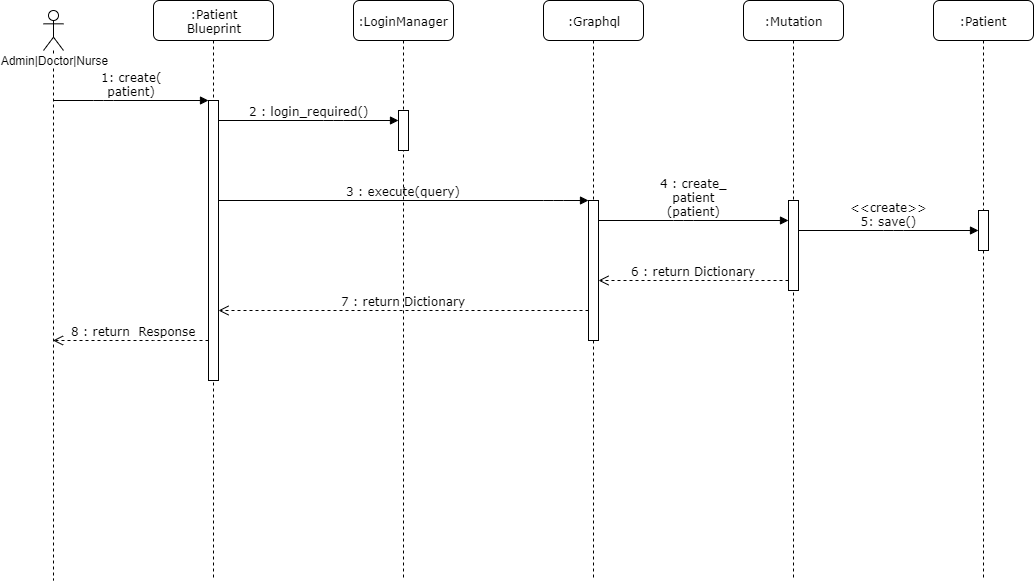 :Patient
Blueprint
:LoginManager
:Graphql
:Mutation
:Patient
Admin|Doctor|Nurse
1: create(
patient)
2 : login_required()
3 : execute(query)
4 : create_
patient
(patient)
<<create>>
5: save()
6 : return Dictionary
7 : return Dictionary
8 : return  Response